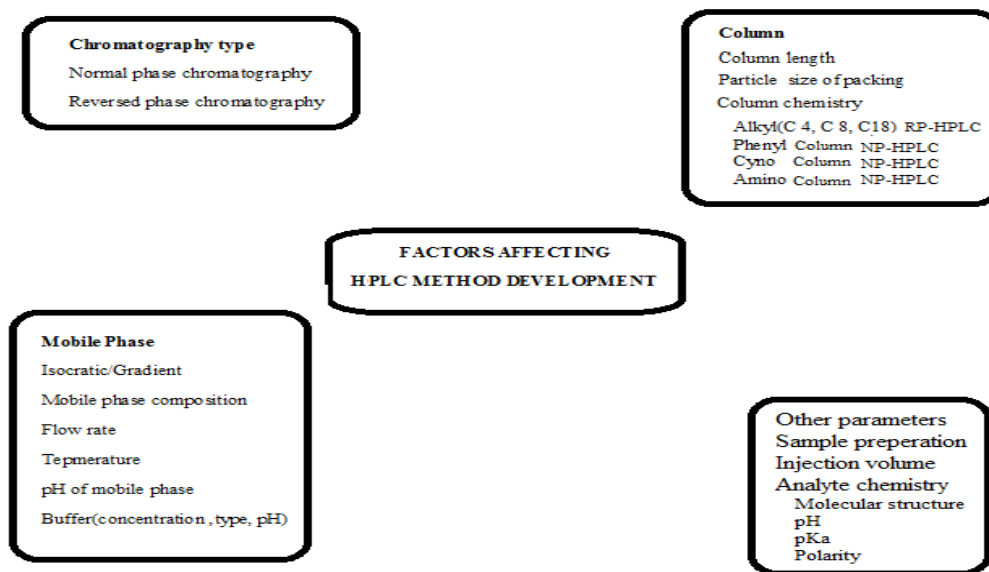 Chromatography type
Normal phase chromatography
Reversed phase chromatography
Column
Column length
Particle size of packing
Column chemistry
Alkyl(C 4, C 8, C18) RP-HPLC
Phenyl Column NP-HPLC
Cyno Column NP-HPLC
Amino Column NP-HPLC
FACTORS AFFECTING
HPLC METHOD DEVELOPMENT
Mobile Phase
Isocratic/Gradient
Mobile phase composition
Flow rate
Tepmerature
pH of mobile phase
Buffer(concentration ,type, pH)
Other parameters
Sample preperation
Injection volume
Analyte chemistry
Molecular structure
pH
pKa
Polarity